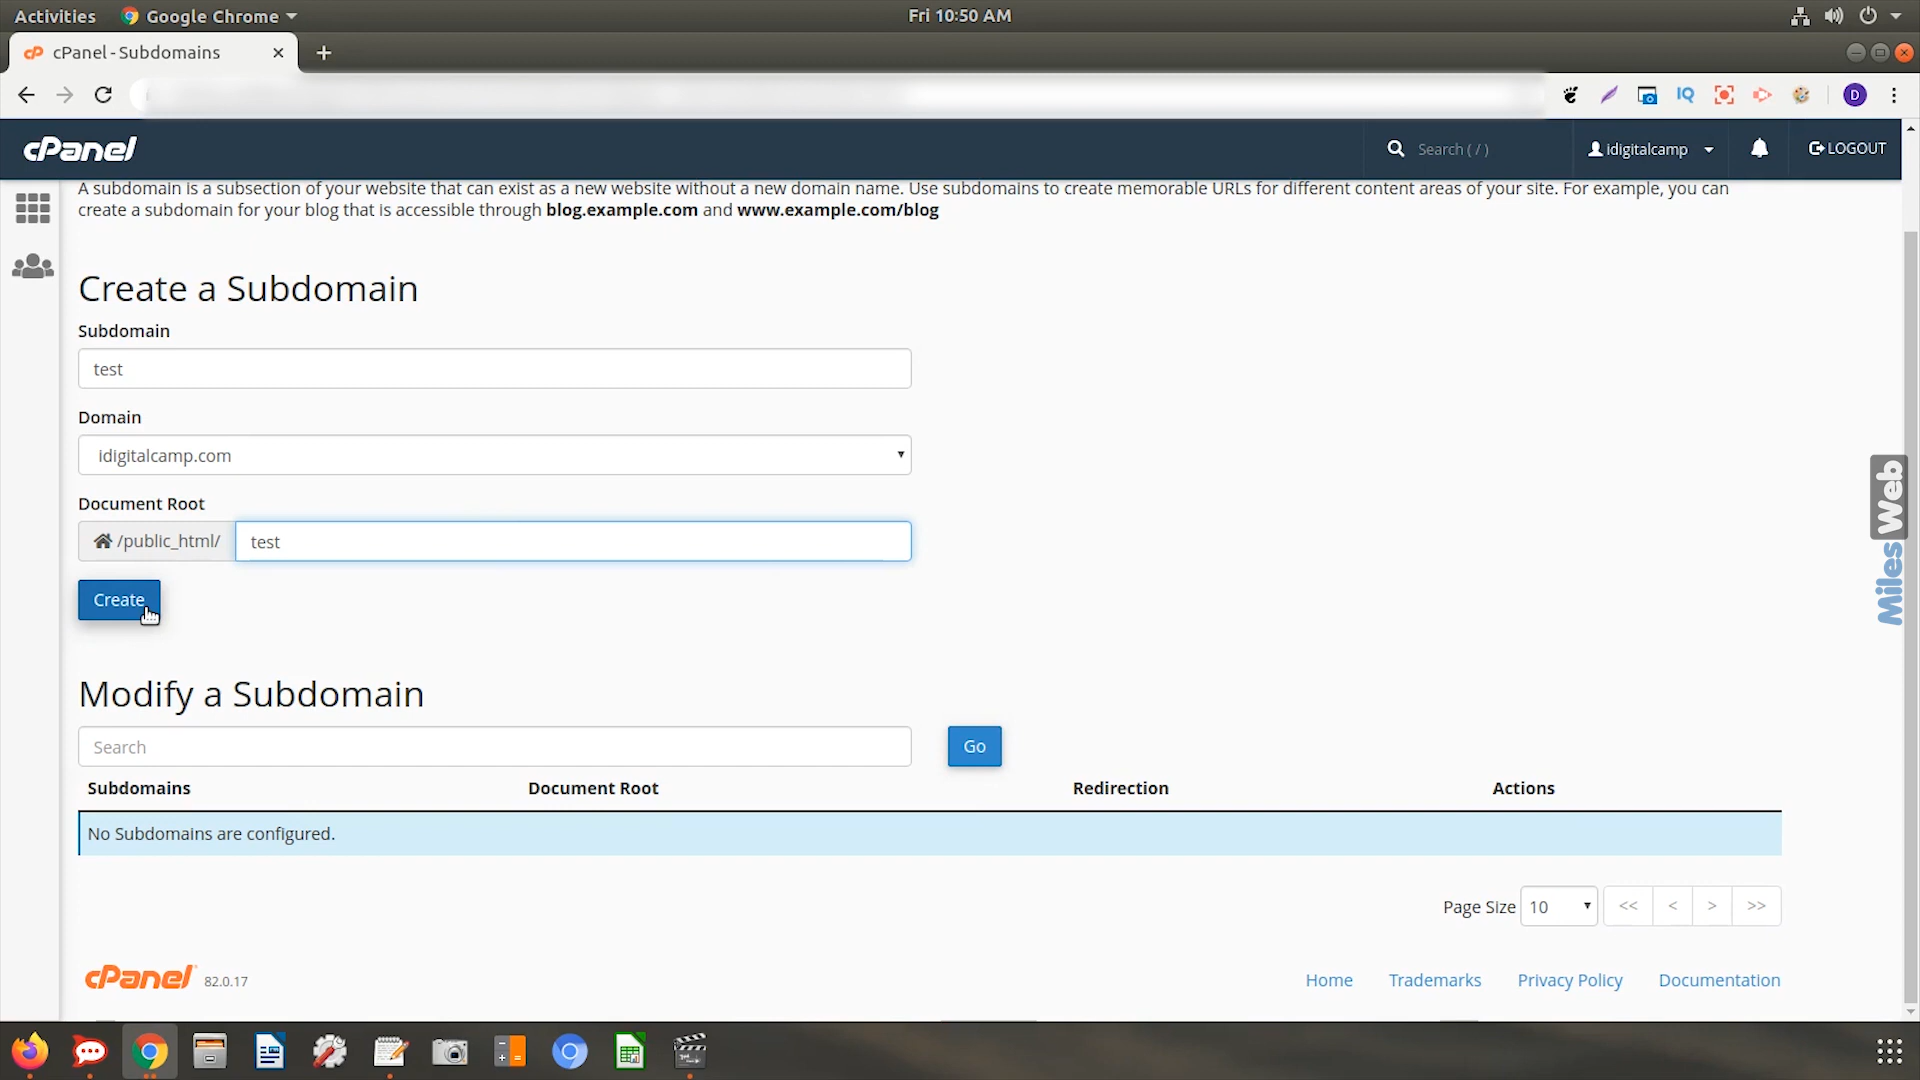 Activities
Google Chrome
Fri 10:50 AM
cPanel - Subdomains
D
cPanel
Search ( / )
idigitalcamp
LOGOUT
A subdomain is a subsection of your website that can exist as a new website without a new domain name. Use subdomains to create memorable URLs for different content areas of your site. For example, you can
create a subdomain for your blog that is accessible through blog.example.com and www.example.com/blog
Create a Subdomain
Subdomain
test
Domain
idigitalcamp.com
Document Root
/public_html/
test
Create
Modify a Subdomain
Search
Go
Subdomains Document Root Redirection Actions
No Subdomains are configured.
Page Size 10 << < > >>
cPanel 82.0.17
Home Trademarks Privacy Policy Documentation
MilesWeb
IQ